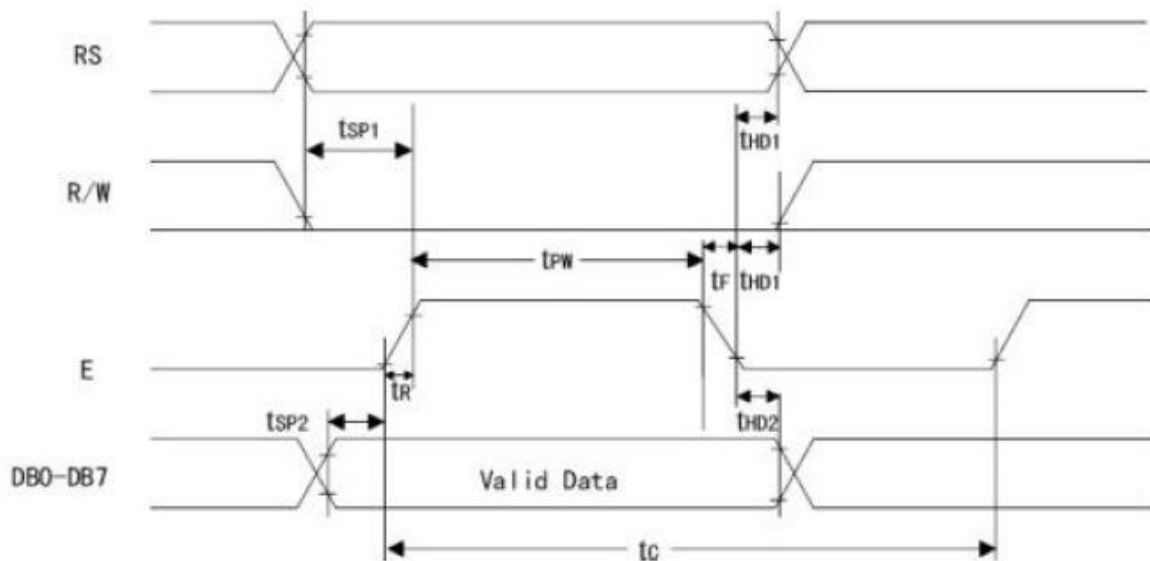 RS
tSP1
tHD1
R/W
tPW
tF
tHD1
E
tR
tSP2
tHD2
DB0-DB7
Valid Data
tC